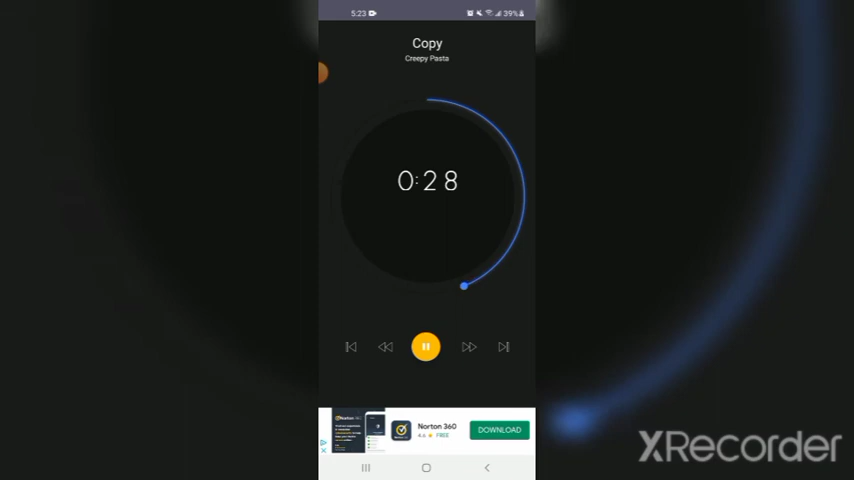 5:23
39%
Copy
Creepy Pasta
0:28
Norton 360
4.6 FREE
DOWNLOAD
XRecorder